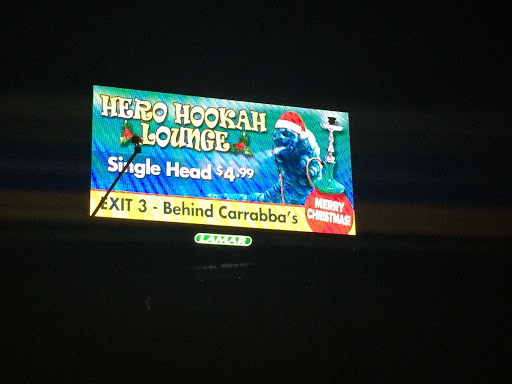 HERO HOOKAH
LOUNGE
Single Head $4.99
EXIT 3 - Behind Carrabba's
MERRY
CHRISTMAS!
LAMAR